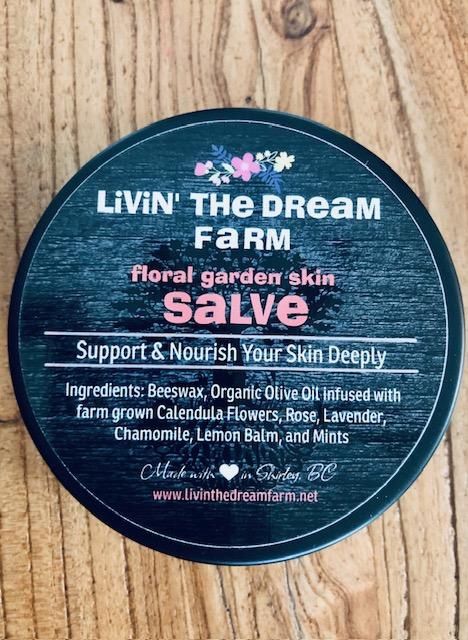 LiViN' THe DReaM
FaRM
floral garden skin
saLVe
Support & Nourish Your Skin Deeply
Ingredients: Beeswax, Organic Olive Oil infused with
farm grown Calendula Flowers, Rose, Lavender,
Chamomile, Lemon Balm, and Mints
Made with in Shirley, BC
www.livinthedreamfarm.net